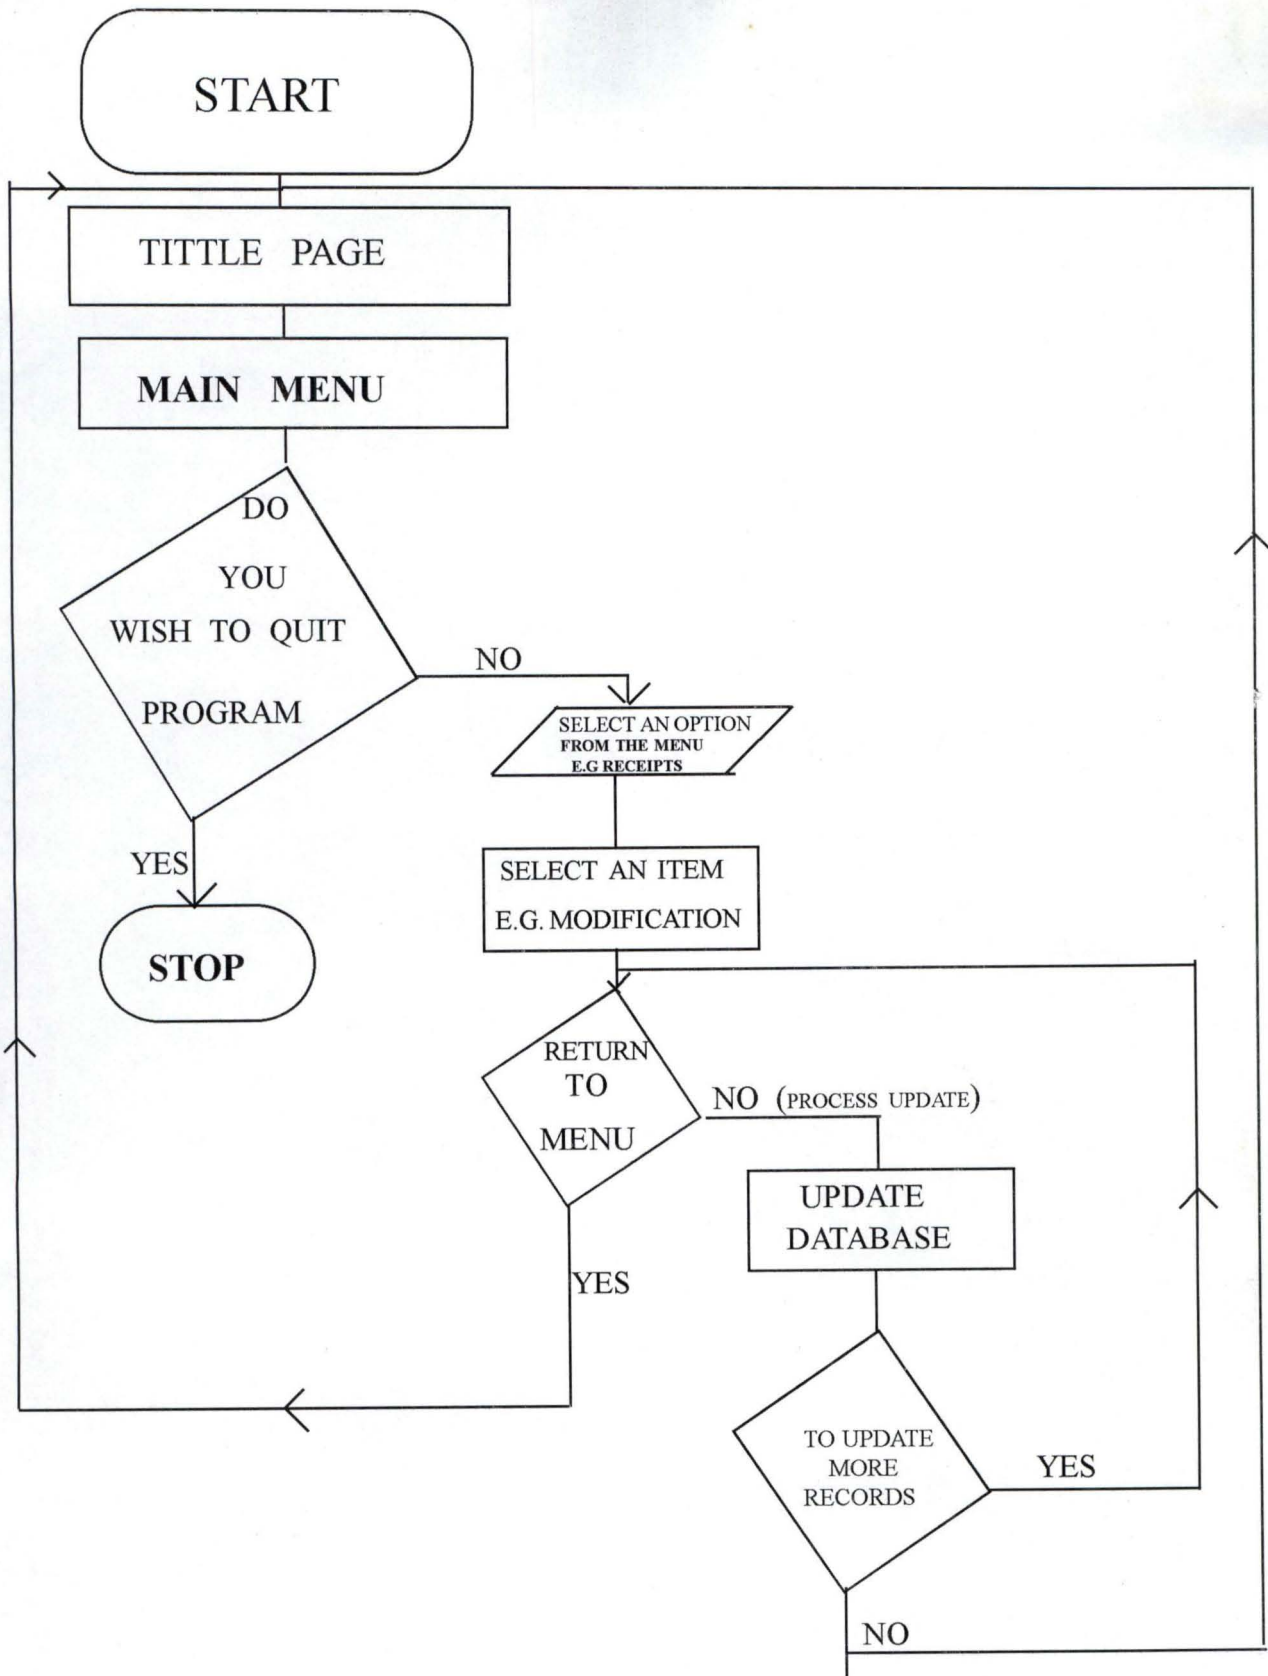 START
TITTLE PAGE
MAIN MENU
DO
YOU
WISH TO QUIT
PROGRAM
NO
SELECT AN OPTION
FROM THE MENU
E.G RECEIPTS
YES
STOP
SELECT AN ITEM
E.G. MODIFICATION
RETURN
TO
MENU
NO (PROCESS UPDATE)
UPDATE
DATABASE
YES
TO UPDATE
MORE
RECORDS
YES
NO